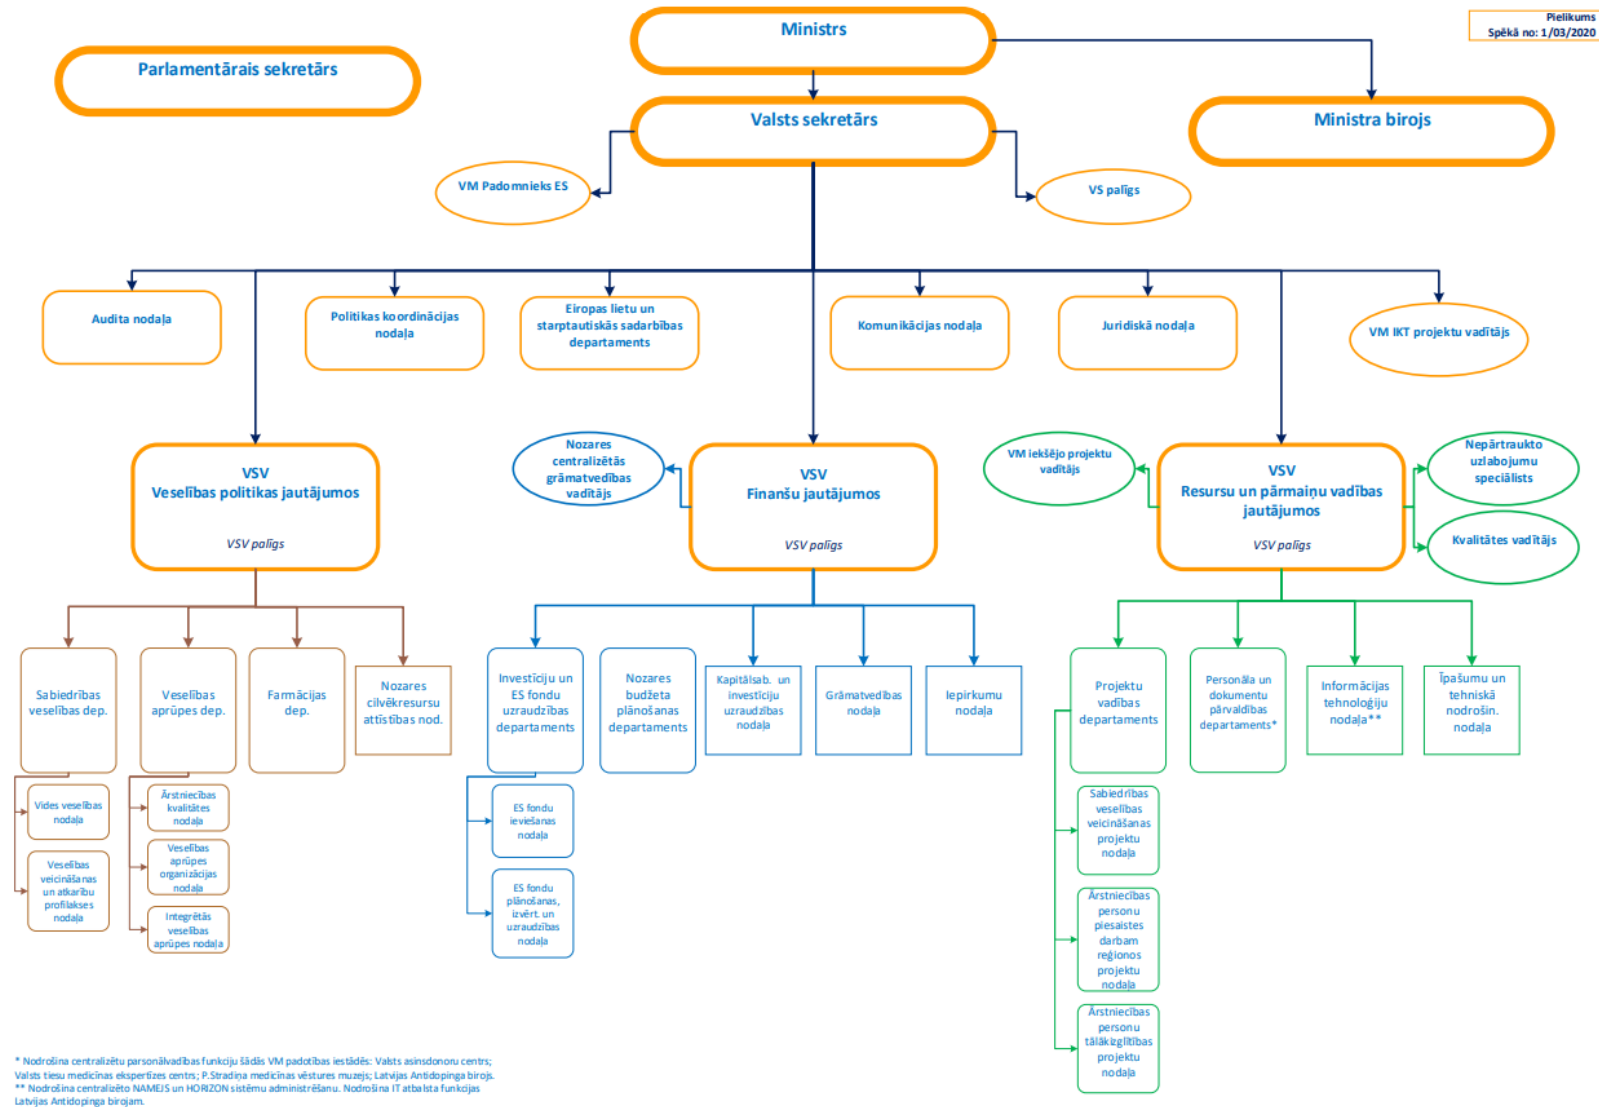 Pielikums
Spēkā no: 1/03/2020
Ministrs
Parlamentārais sekretārs
Valsts sekretārs
Ministra birojs
VM Padomnieks ES
VS palīgs
Audita nodaļa
Politikas koordinācijas
nodaļa
Eiropas lietu un
starptautiskās sadarbības
departaments
Komunikācijas nodaļa
Juridiskā nodaļa
VM IKT projektu vadītājs
VSV
Veselības politikas jautājumos
VSV palīgs
Nozares
centralizētās
grāmatvedības
vadītājs
VSV
Finanšu jautājumos
VSV palīgs
VM iekšējo projektu
vadītājs
VSV
Resursu un pārmaiņu vadības
jautājumos
VSV palīgs
Nepārtraukto
uzlabojumu
speciālists
Kvalitātes vadītājs
Sabiedrības
veselības dep.
Veselības
aprūpes dep.
Farmācijas
dep.
Nozares
cilvēkresursu
attīstības nod.
Investīciju un
ES fondu
uzraudzības
departaments
Nozares
budžeta
plānošanas
departaments
Kapitālsab. un
investīciju
uzraudzības
nodaļa
Grāmatvedības
nodaļa
Iepirkumu
nodaļa
Projektu
vadības
departaments
Personāla un
dokumentu
pārvaldības
departaments*
Informācijas
tehnoloģiju
nodaļa**
Īpašumu un
tehniskā
nodrošin.
nodaļa
Vides veselības
nodaļa
Veselības
veicināšanas
un atkarību
profilakses
nodaļa
Ārstniecības
kvalitātes
nodaļa
Veselības
aprūpes
organizācijas
nodaļa
Integrētās
veselības
aprūpes nodaļa
ES fondu
ieviešanas
nodaļa
ES fondu
plānošanas,
izvērt. un
uzraudzības
nodaļa
Sabiedrības
veselības
veicināšanas
projektu
nodaļa
Ārstniecības
personu
piesaistes
darbam
reģionos
projektu
nodaļa
Ārstniecības
personu
tālākizglītības
projektu
nodaļa
* Nodrošina centralizētu parsonālvadības funkciju šādās VM padotības iestādēs: Valsts asinsdonoru centrs;
Valsts tiesu medicīnas ekspertīzes centrs; P.Stradiņa medicīnas vēstures muzejs; Latvijas Antidopinga birojs.
** Nodrošina centralizēto NAMEJS un HORIZON sistēmu administrēšanu. Nodrošina IT atbalsta funkcijas
Latvijas Antidopinga birojam.